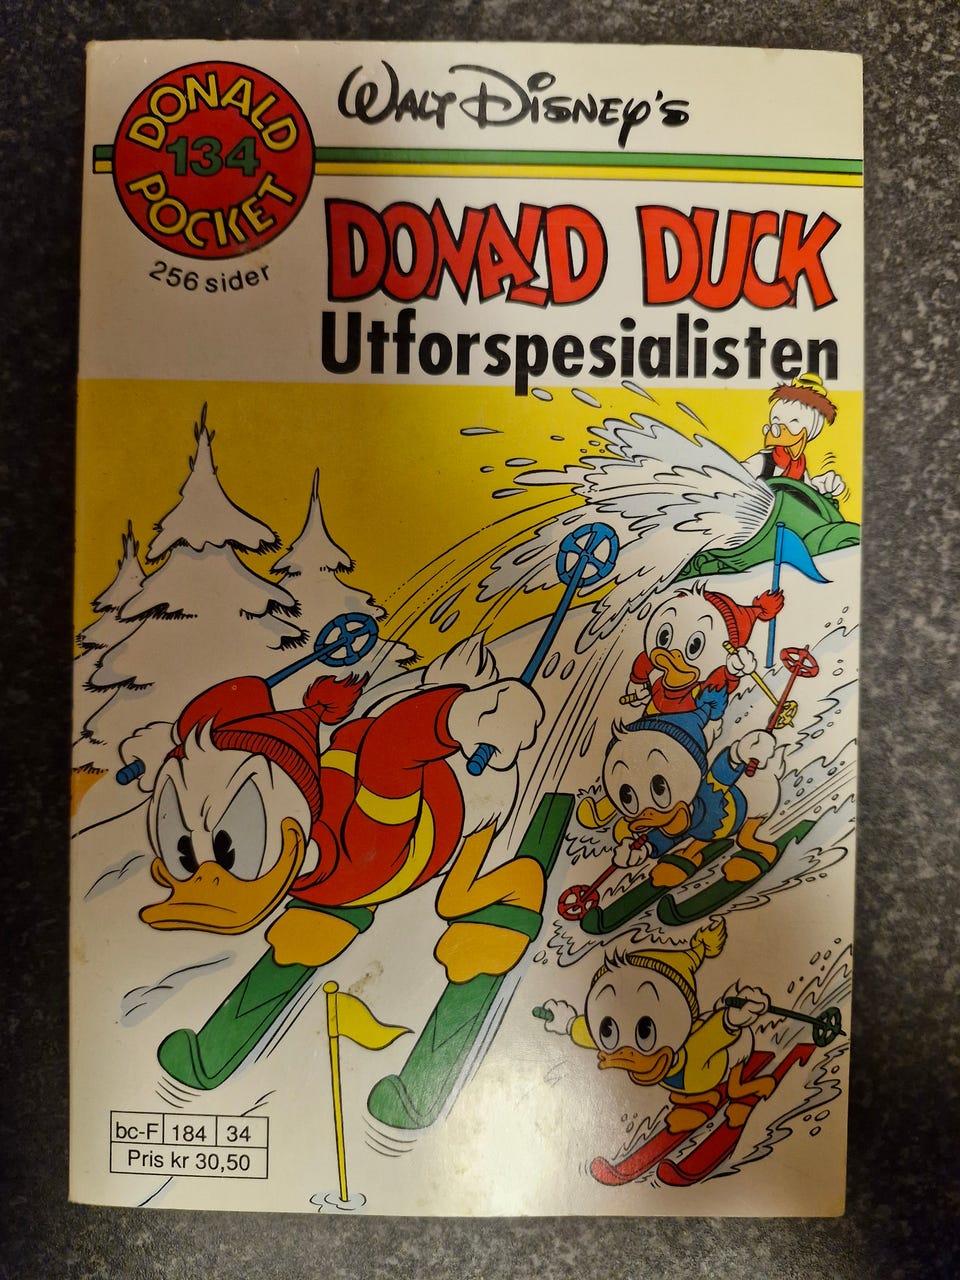 DONALD
134
POCKET
256 sider
WALT DISNEY'S
DONALD DUCK
Utforspesialisten
bc-F 184 34
Pris kr 30,50